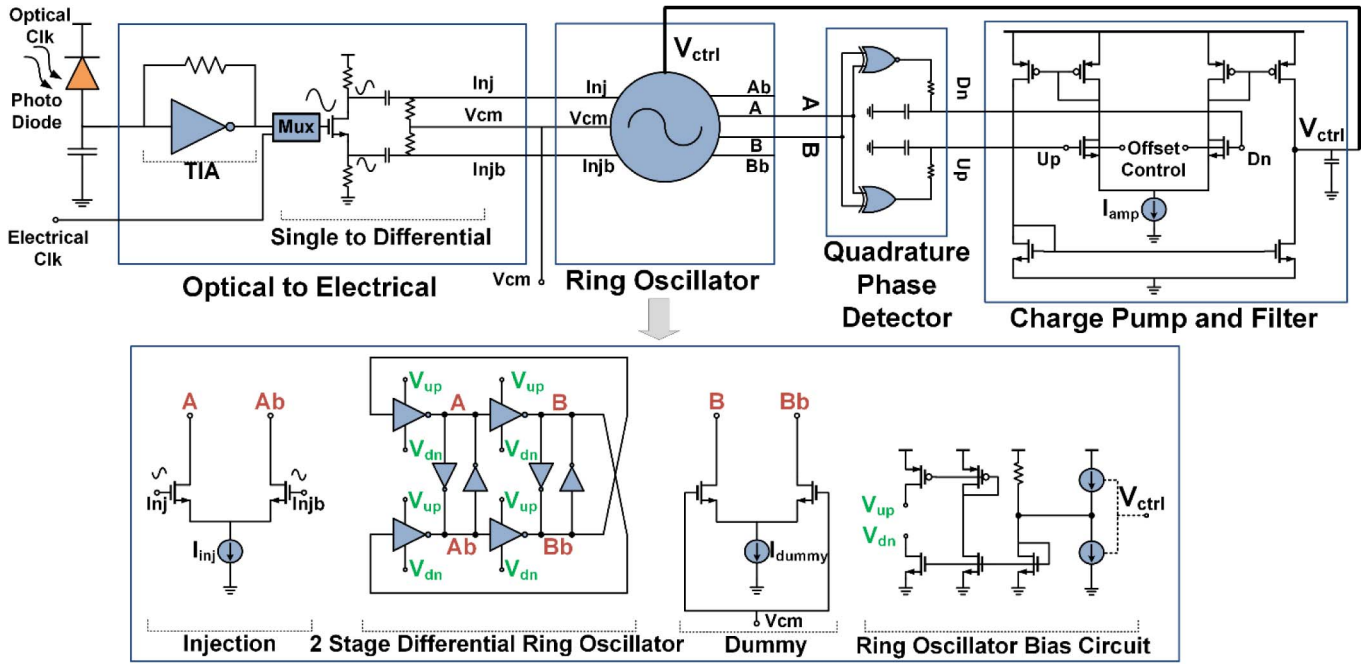 Optical
Clk
Photo
Diode
TIA
Mux
Electrical
Clk
Single to Differential
Optical to Electrical
Inj
Vcm
Injb
Vcm
Vctrl
Inj
Vcm
Injb
Ab
A
B
Bb
Ring Oscillator
A
B
Dn
Up
Quadrature
Phase
Detector
Up
Offset
Control
Dn
Iamp
Vctrl
Charge Pump and Filter
A
Ab
Inj
Injb
Iinj
Injection
Vup
Vup
A
B
Vdn
Vdn
Vup
Vup
Ab
Bb
Vdn
Vdn
2 Stage Differential Ring Oscillator
B
Bb
Idummy
Vcm
Dummy
Vup
Vdn
Vctrl
Ring Oscillator Bias Circuit